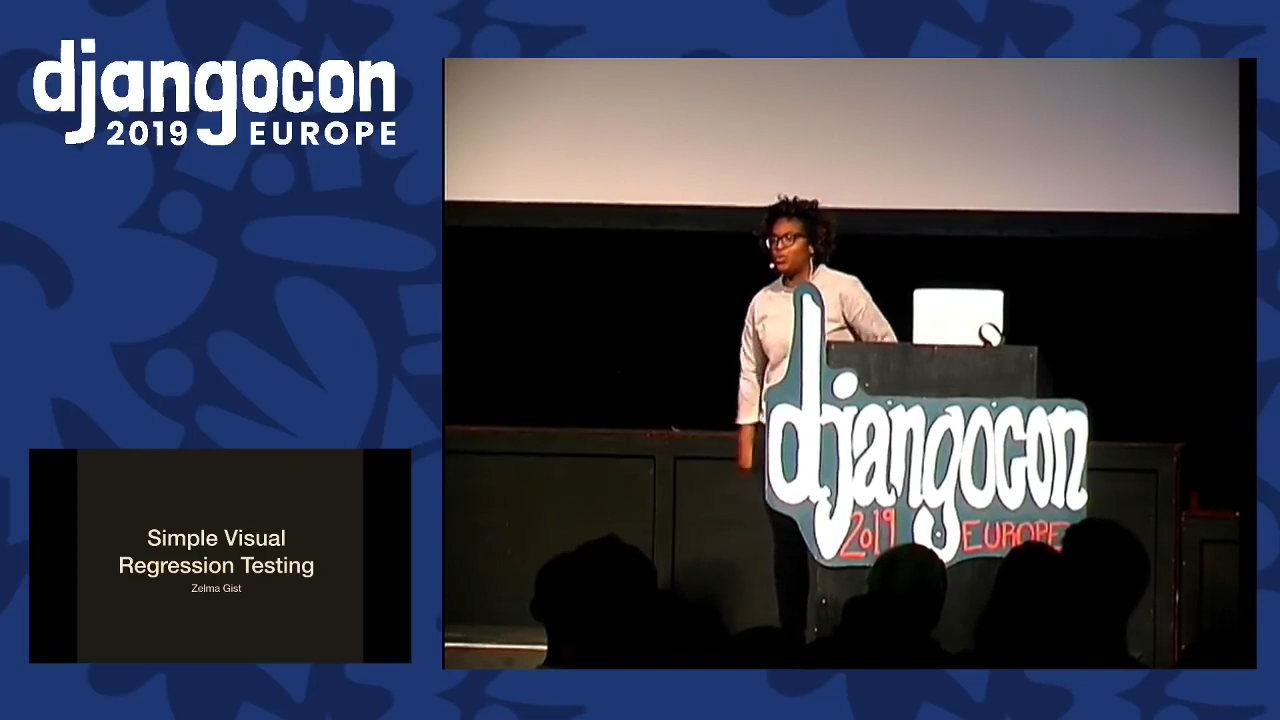 djangocon
2019 EUROPE
Simple Visual
Regression Testing
Zelma Gist
djangocon
2019 EUROPE